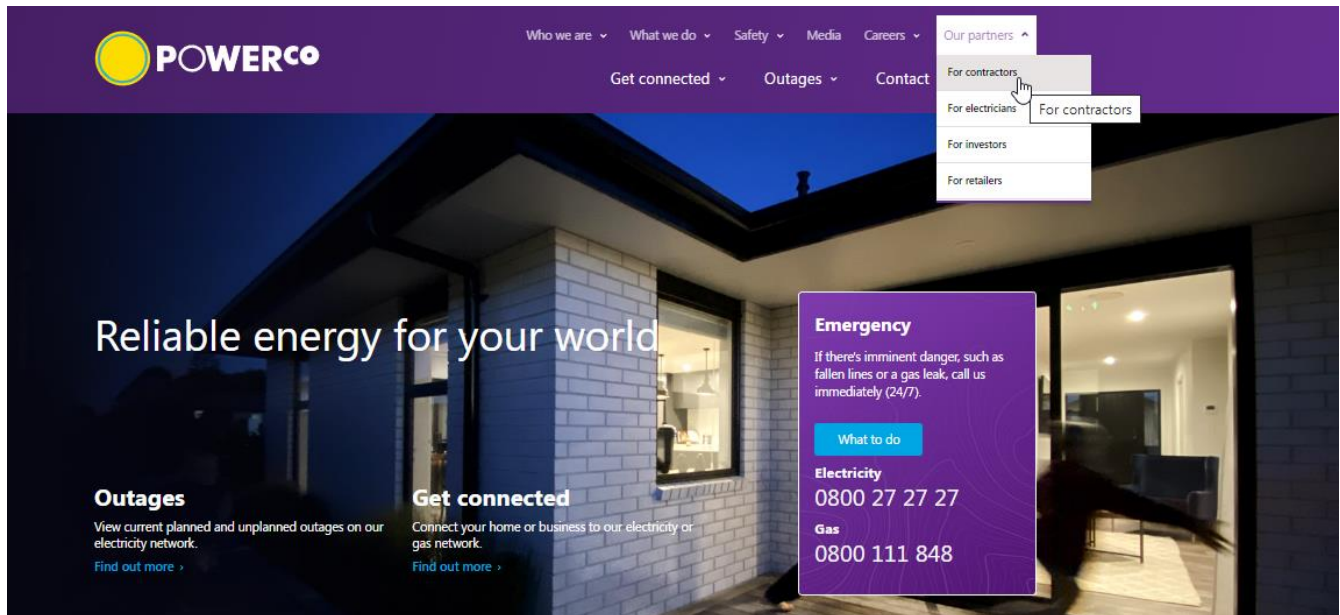 POWERCO
Who we are
What we do
Safety
Media
Careers
Our partners
Get connected
Outages
Contact
For contractors
For contractors
For electricians
For investors
For retailers
Reliable energy for your world
Outages
View current planned and unplanned outages on our
electricity network.
Find out more ›
Get connected
Connect your home or business to our electricity or
gas network.
Find out more ›
Emergency
If there's imminent danger, such as
fallen lines or a gas leak, call us
immediately (24/7).
What to do
Electricity
0800 27 27 27
Gas
0800 111 848